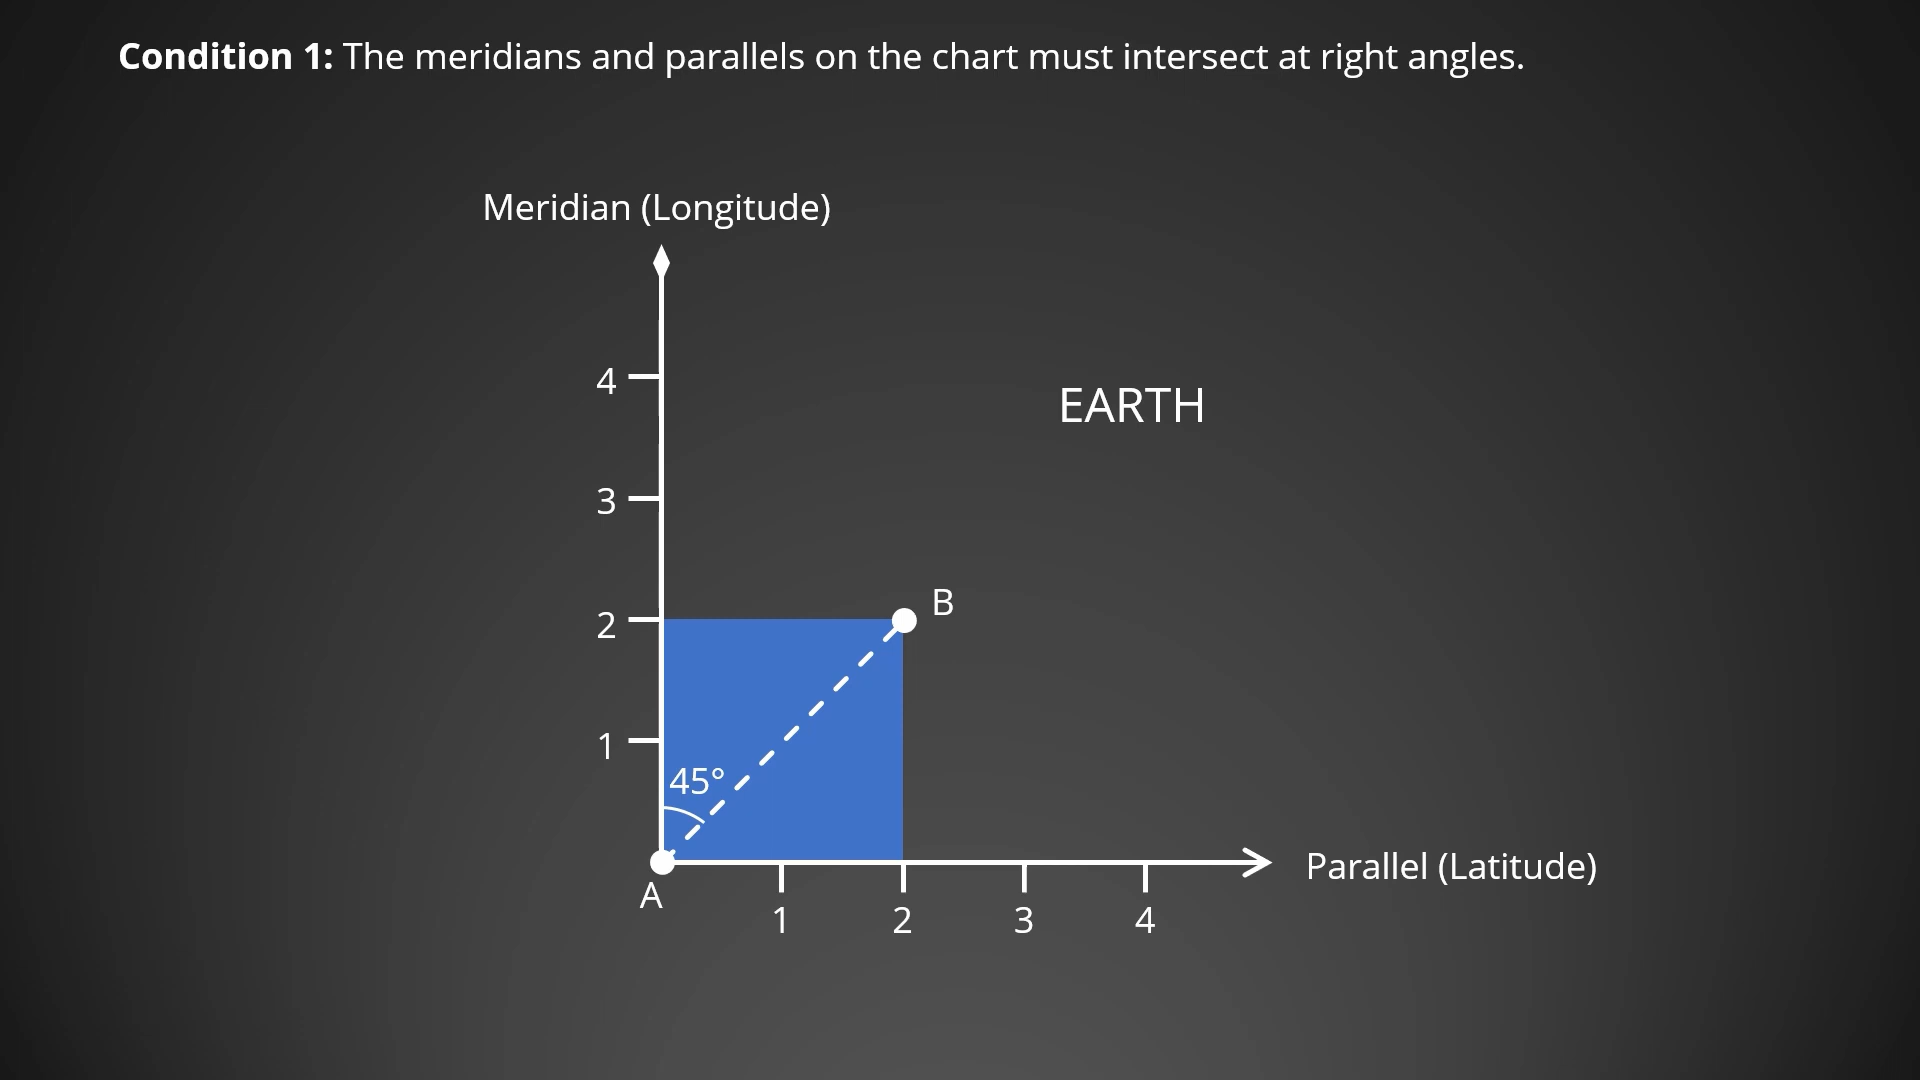 Condition 1: The meridians and parallels on the chart must intersect at right angles.
Meridian (Longitude)
4
EARTH
3
B
2
1
45°
Parallel (Latitude)
A
1 2 3 4